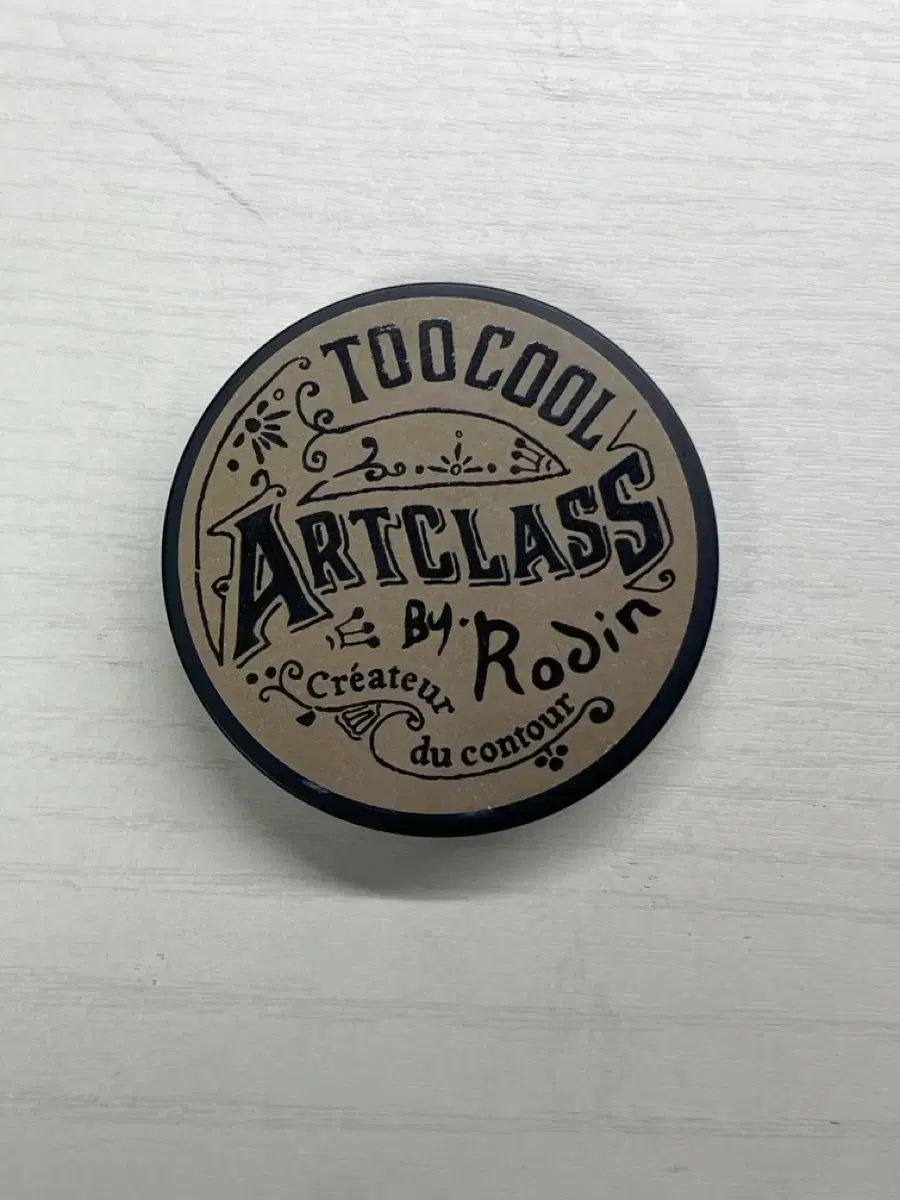 TOO COOL
ARTCLASS
By. Rodin
Créateur
du contour